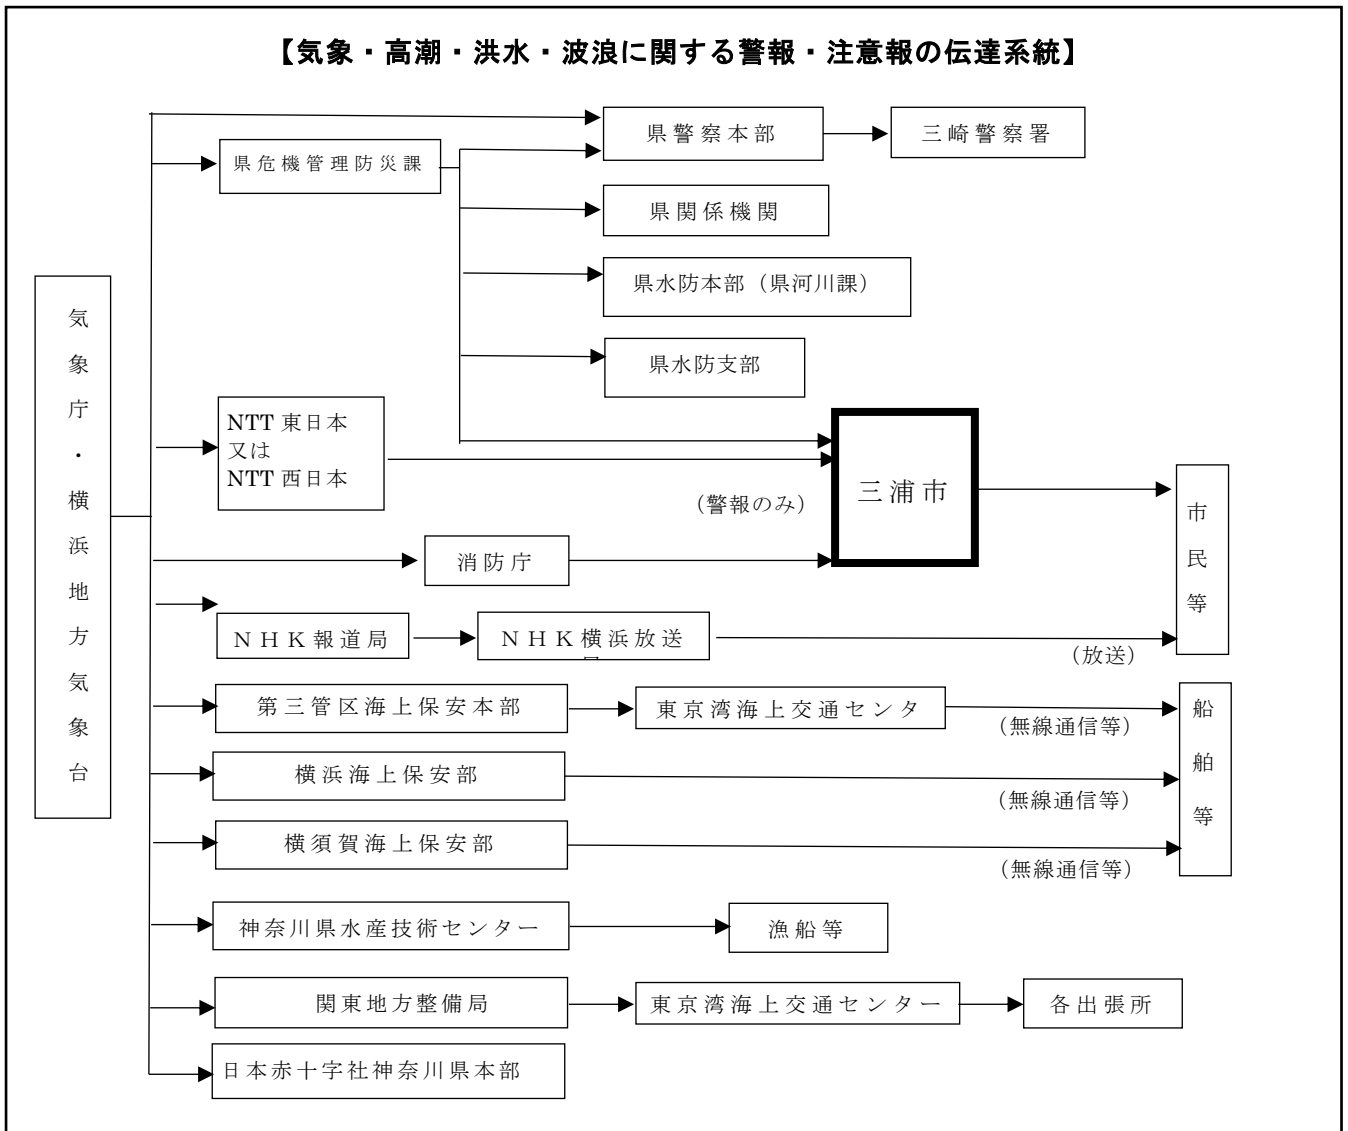 【気象・高潮・洪水・波浪に関する警報・注意報の伝達系統】
県警察本部
三崎警察署
県危機管理防災課
県関係機関
県水防本部（県河川課）
県水防支部
気象庁・横浜地方気象台
NTT 東日本
又は
NTT 西日本
（警報のみ）
三浦市
市民等
消防庁
ＮＨＫ報道局
ＮＨＫ横浜放送
（放送）
第三管区海上保安本部
東京湾海上交通センタ
（無線通信等）
船舶等
横浜海上保安部
（無線通信等）
横須賀海上保安部
（無線通信等）
神奈川県水産技術センター
漁船等
関東地方整備局
東京湾海上交通センター
各出張所
日本赤十字社神奈川県本部